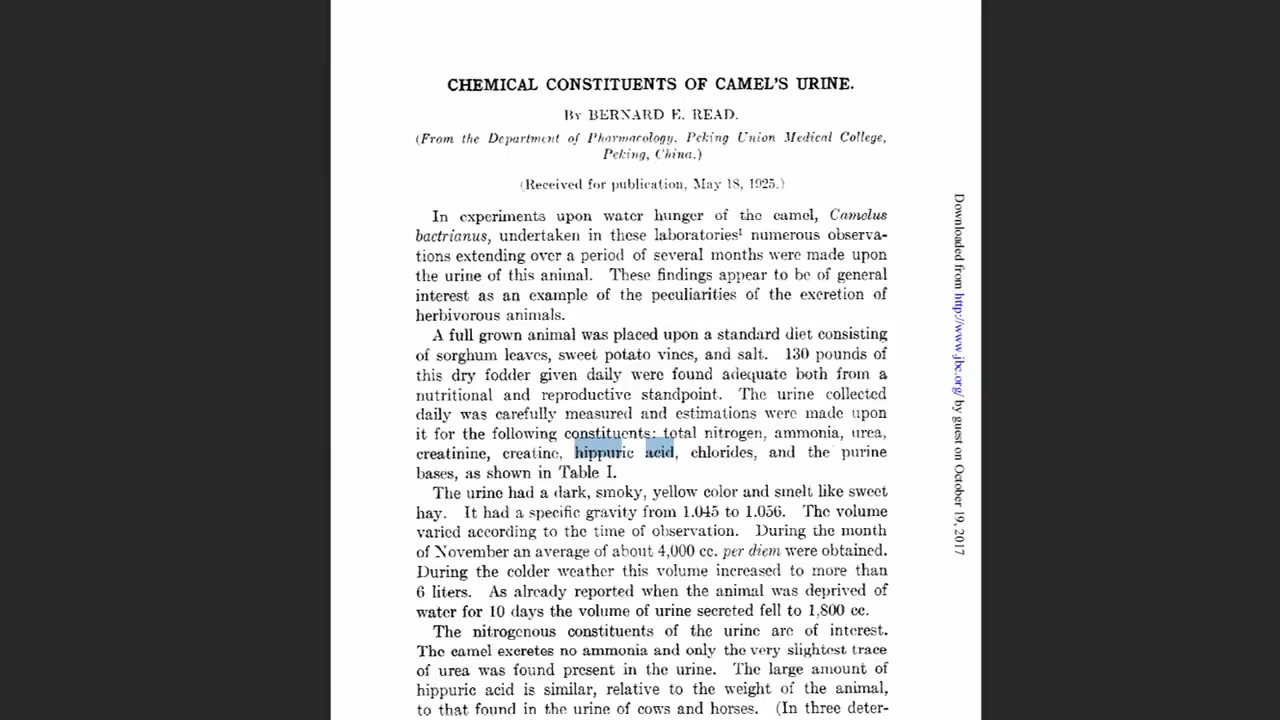 CHEMICAL CONSTITUENTS OF CAMEL'S URINE.
By BERNARD E. READ.
(From the Department of Pharmacology, Peking Union Medical College,
Peking, China.)
(Received for publication, May 18, 1925.)
In experiments upon water hunger of the camel, Camelus
bactrianus, undertaken in these laboratories¹ numerous observa-
tions extending over a period of several months were made upon
the urine of this animal. These findings appear to be of general
interest as an example of the peculiarities of the excretion of
herbivorous animals.
A full grown animal was placed upon a standard diet consisting
of sorghum leaves, sweet potato vines, and salt. 130 pounds of
this dry fodder given daily were found adequate both from a
nutritional and reproductive standpoint. The urine collected
daily was carefully measured and estimations were made upon
it for the following constituents: total nitrogen, ammonia, urea,
creatinine, creatine, hippuric acid, chlorides, and the purine
bases, as shown in Table I.
The urine had a dark, smoky, yellow color and smelt like sweet
hay. It had a specific gravity from 1.045 to 1.056. The volume
varied according to the time of observation. During the month
of November an average of about 4,000 cc. per diem were obtained.
During the colder weather this volume increased to more than
6 liters. As already reported when the animal was deprived of
water for 10 days the volume of urine secreted fell to 1,800 cc.
The nitrogenous constituents of the urine are of interest.
The camel excretes no ammonia and only the very slightest trace
of urea was found present in the urine. The large amount of
hippuric acid is similar, relative to the weight of the animal,
to that found in the urine of cows and horses. (In three deter-
Downloaded from http://www.jbc.org/ by guest on October 19, 2017